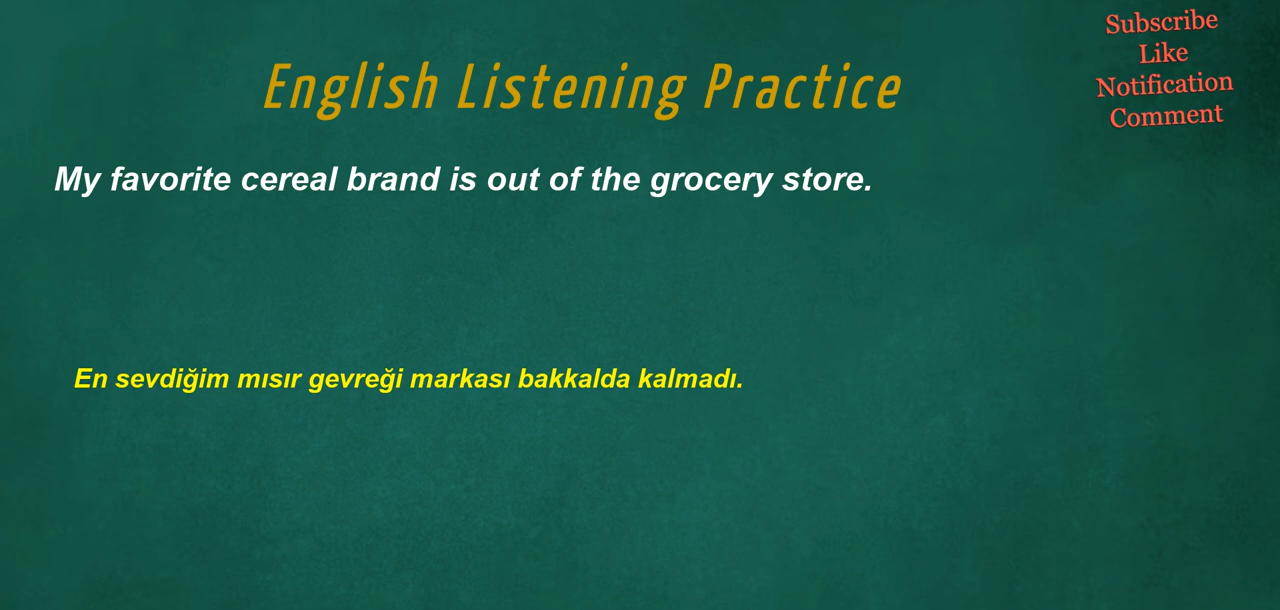 Subscribe
Like
Notification
Comment
English Listening Practice
My favorite cereal brand is out of the grocery store.
En sevdiğim mısır gevreği markası bakkalda kalmadı.